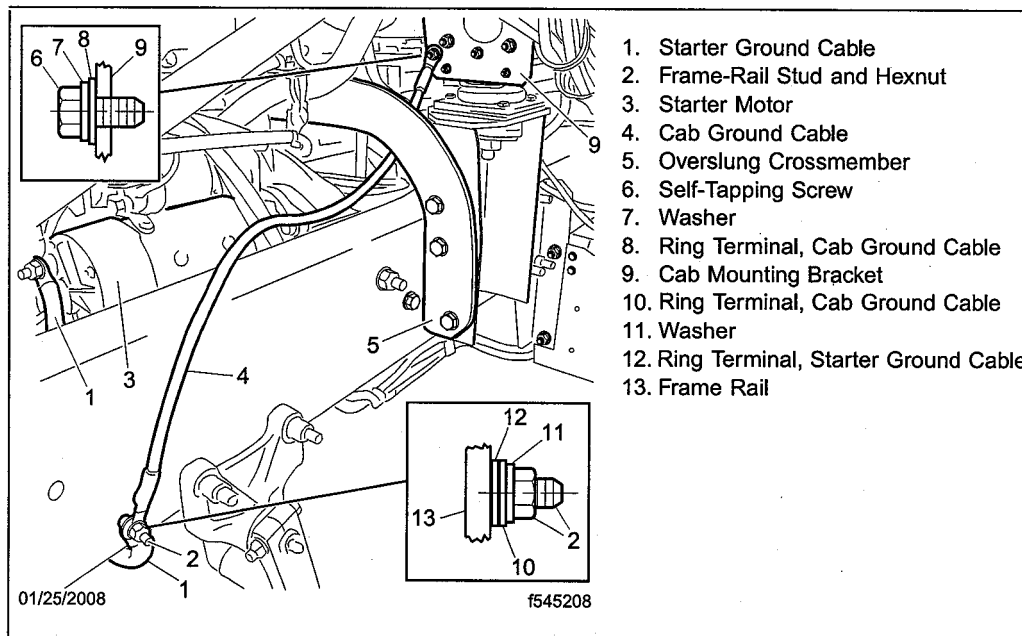 6
7
8
9
9
5
4
3
1
12
11
13
10
2
2
1
01/25/2008
f545208
1. Starter Ground Cable
2. Frame-Rail Stud and Hexnut
3. Starter Motor
4. Cab Ground Cable
5. Overslung Crossmember
6. Self-Tapping Screw
7. Washer
8. Ring Terminal, Cab Ground Cable
9. Cab Mounting Bracket
10. Ring Terminal, Cab Ground Cable
11. Washer
12. Ring Terminal, Starter Ground Cable
13. Frame Rail